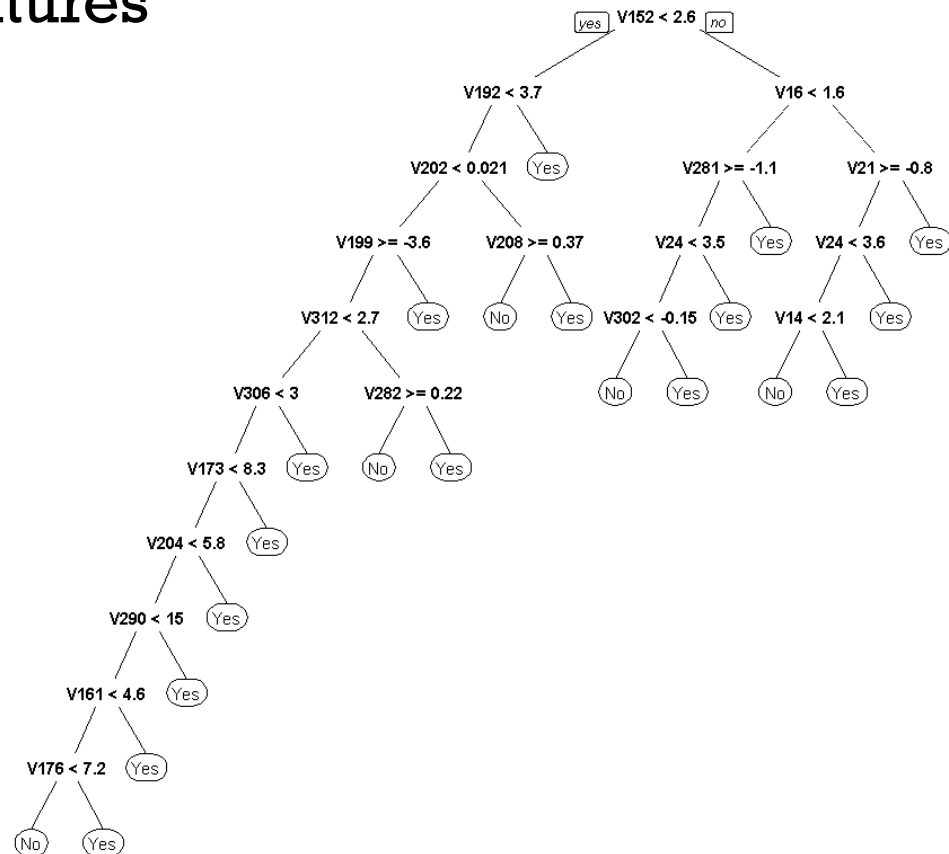 tures
yes V152 < 2.6 no
V192 < 3.7 V16 < 1.6
V202 < 0.021 Yes V281 >= -1.1 V21 >= -0.8
V199 >= -3.6 V208 >= 0.37 V24 < 3.5 Yes V24 < 3.6 Yes
V312 < 2.7 Yes No Yes V302 < -0.15 Yes V14 < 2.1 Yes
V306 < 3 V282 >= 0.22 No Yes No Yes
V173 < 8.3 Yes No Yes
V204 < 5.8 Yes
V290 < 15 Yes
V161 < 4.6 Yes
V176 < 7.2 Yes
No Yes